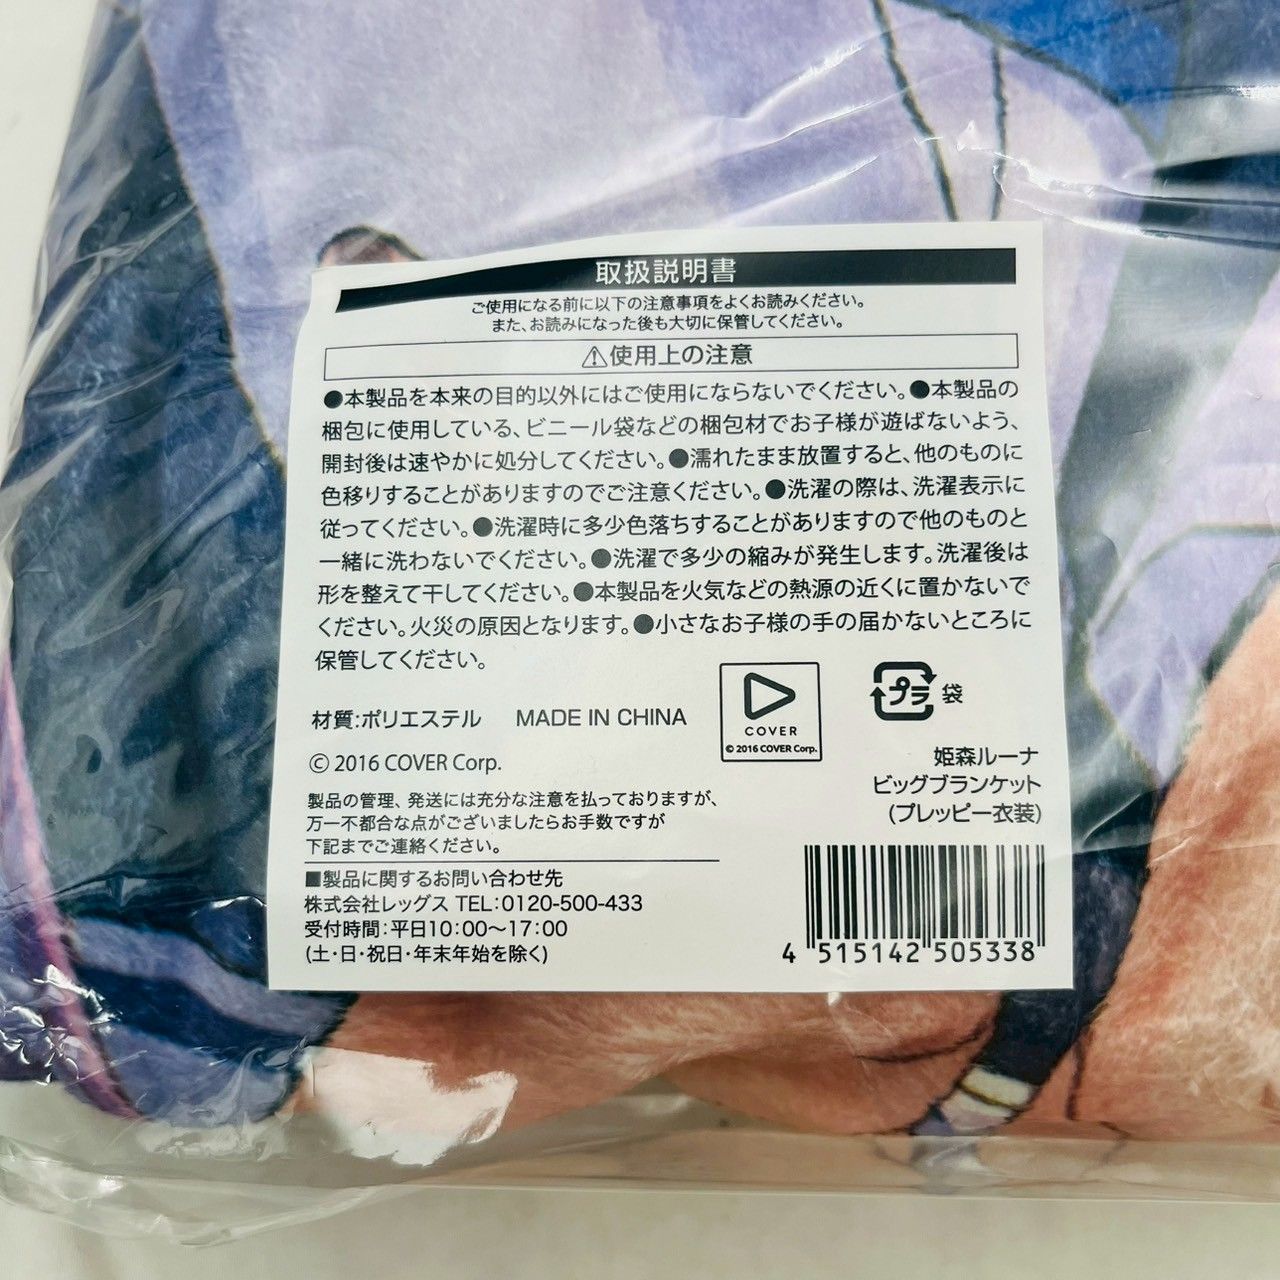 取扱説明書
ご使用になる前に以下の注意事項をよくお読みください。
また、お読みになった後も大切に保管してください。
⚠使用上の注意
●本製品を本来の目的以外にはご使用にならないでください。●本製品の
梱包に使用している、ビニール袋などの梱包材でお子様が遊ばないよう、
開封後は速やかに処分してください。●濡れたまま放置すると、他のものに
色移りすることがありますのでご注意ください。●洗濯の際は、洗濯表示に
従ってください。●洗濯時に多少色落ちすることがありますので他のものと
一緒に洗わないでください。●洗濯で多少の縮みが発生します。洗濯後は
形を整えて干してください。●本製品を火気などの熱源の近くに置かないで
ください。火災の原因となります。●小さなお子様の手の届かないところに
保管してください。
材質:ポリエステル MADE IN CHINA
© 2016 COVER Corp.
COVER
© 2016 COVER Corp.
プラ 袋
姫森ルーナ
ビッグブランケット
(プレッピー衣装)
製品の管理、発送には充分な注意を払っておりますが、
万一不都合な点がございましたらお手数ですが
下記までご連絡ください。
■製品に関するお問い合わせ先
株式会社レッグス TEL:0120-500-433
受付時間:平日10:00～17:00
(土・日・祝日・年末年始を除く)
4 515142 505338